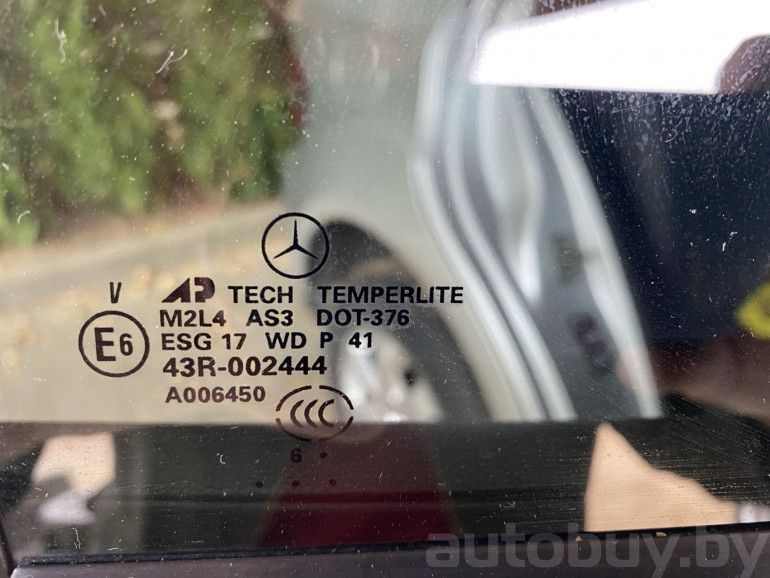 V AP TECH TEMPERLITE
M2L4 AS3 DOT-376
E6 ESG 17 WD P 41
43R-002444
A006450
CCC
6
autobuy.by